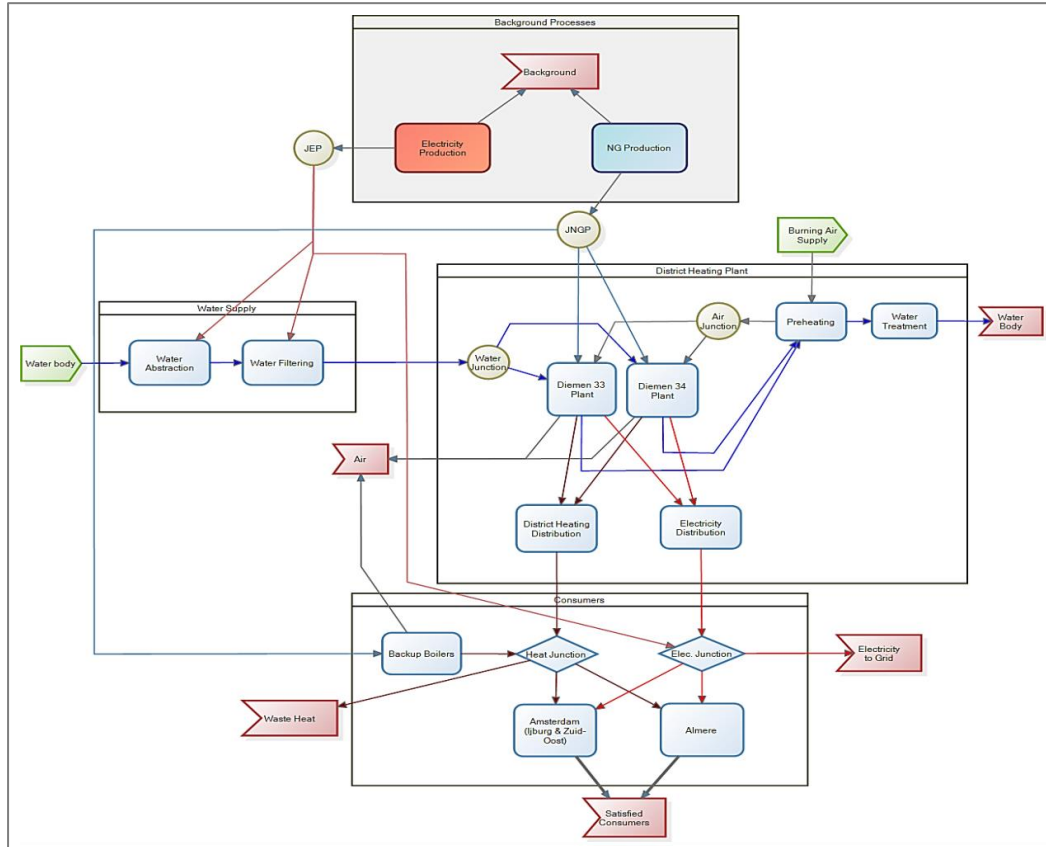 Background Processes
Background
Electricity
Production
NG Production
JEP
JNGP
Burning Air
Supply
District Heating Plant
Water Supply
Air
Junction
Preheating
Water
Treatment
Water
Body
Water body
Water
Abstraction
Water Filtering
Water
Junction
Diemen 33
Plant
Diemen 34
Plant
Air
District Heating
Distribution
Electricity
Distribution
Consumers
Backup Boilers
Heat Junction
Elec. Junction
Electricity
to Grid
Waste Heat
Amsterdam
(Ijburg & Zuid-
Oost)
Almere
Satisfied
Consumers